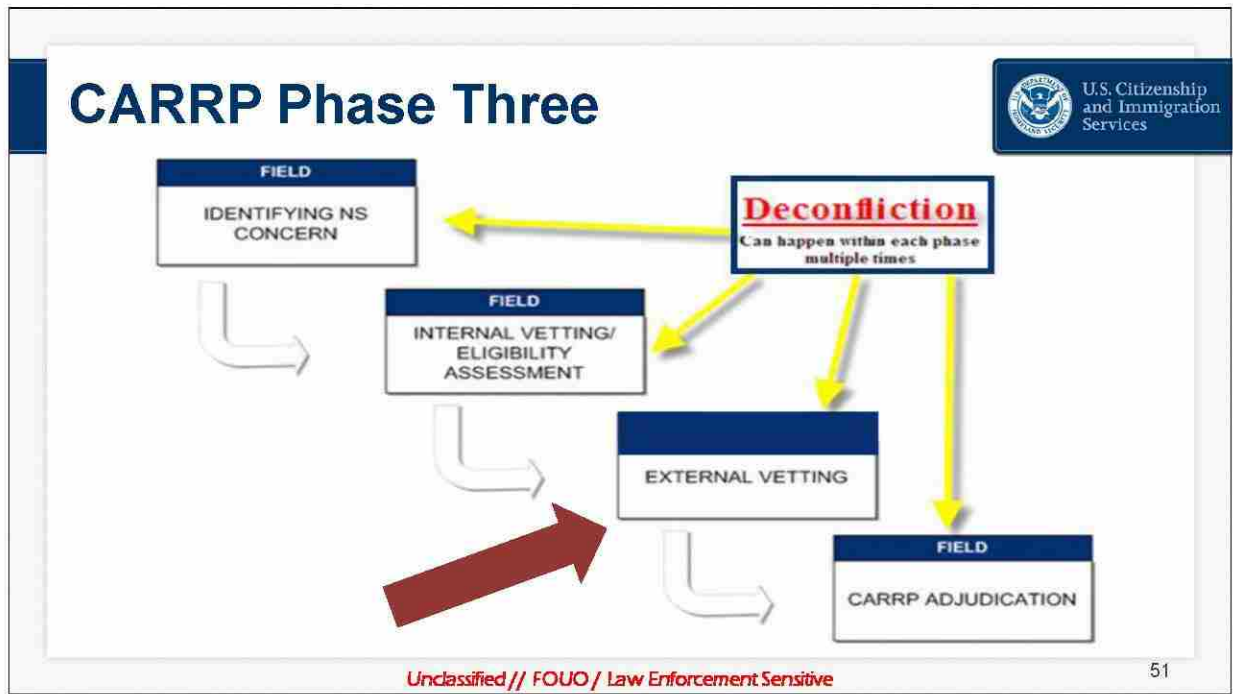 CARRP Phase Three
U.S. Citizenship
and Immigration
Services
FIELD
IDENTIFYING NS
CONCERN
Deconfliction
Can happen within each phase
multiple times
FIELD
INTERNAL VETTING/
ELIGIBILITY
ASSESSMENT
EXTERNAL VETTING
FIELD
CARRP ADJUDICATION
Unclassified // FOUO / Law Enforcement Sensitive
51